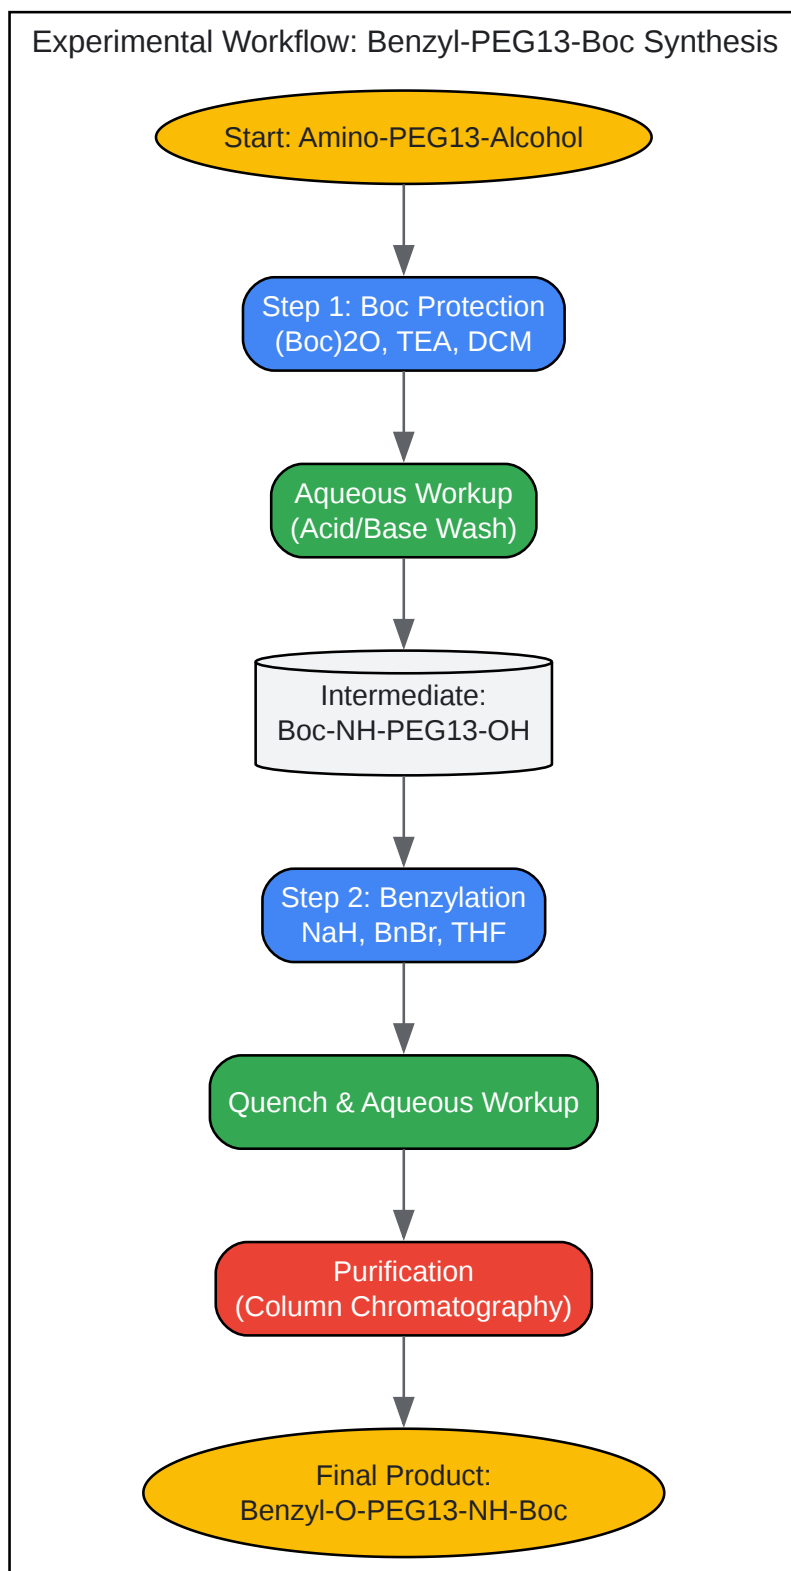 Experimental Workflow: Benzyl-PEG13-Boc Synthesis
Start: Amino-PEG13-Alcohol
Step 1: Boc Protection
(Boc)2O, TEA, DCM
Aqueous Workup
(Acid/Base Wash)
Intermediate:
Boc-NH-PEG13-OH
Step 2: Benzylation
NaH, BnBr, THF
Quench & Aqueous Workup
Purification
(Column Chromatography)
Final Product:
Benzyl-O-PEG13-NH-Boc